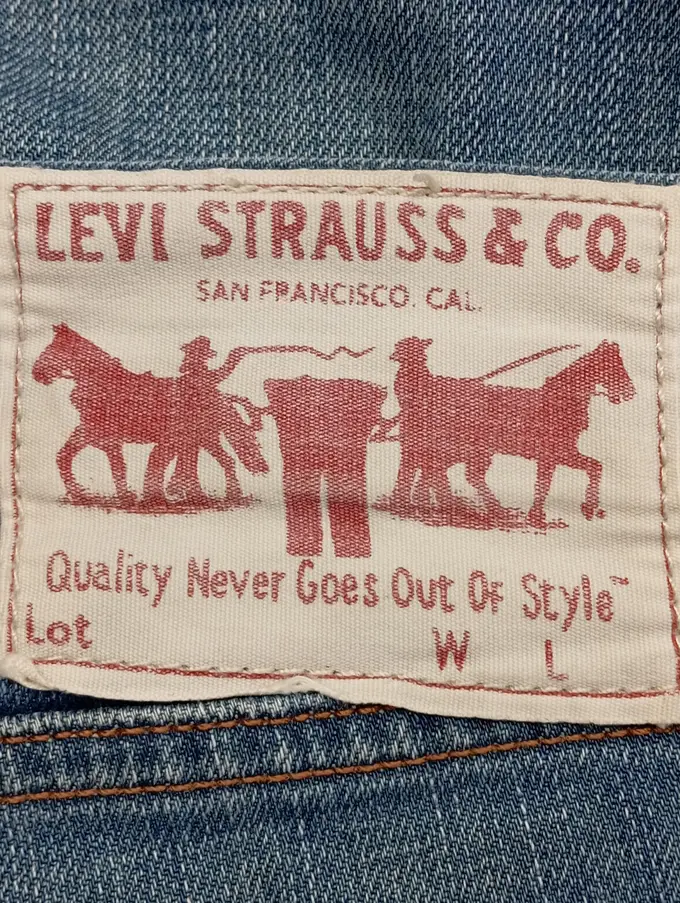 LEVI STRAUSS & CO.
SAN FRANCISCO. CAL.
Quality Never Goes Out Of Style™
Lot W L